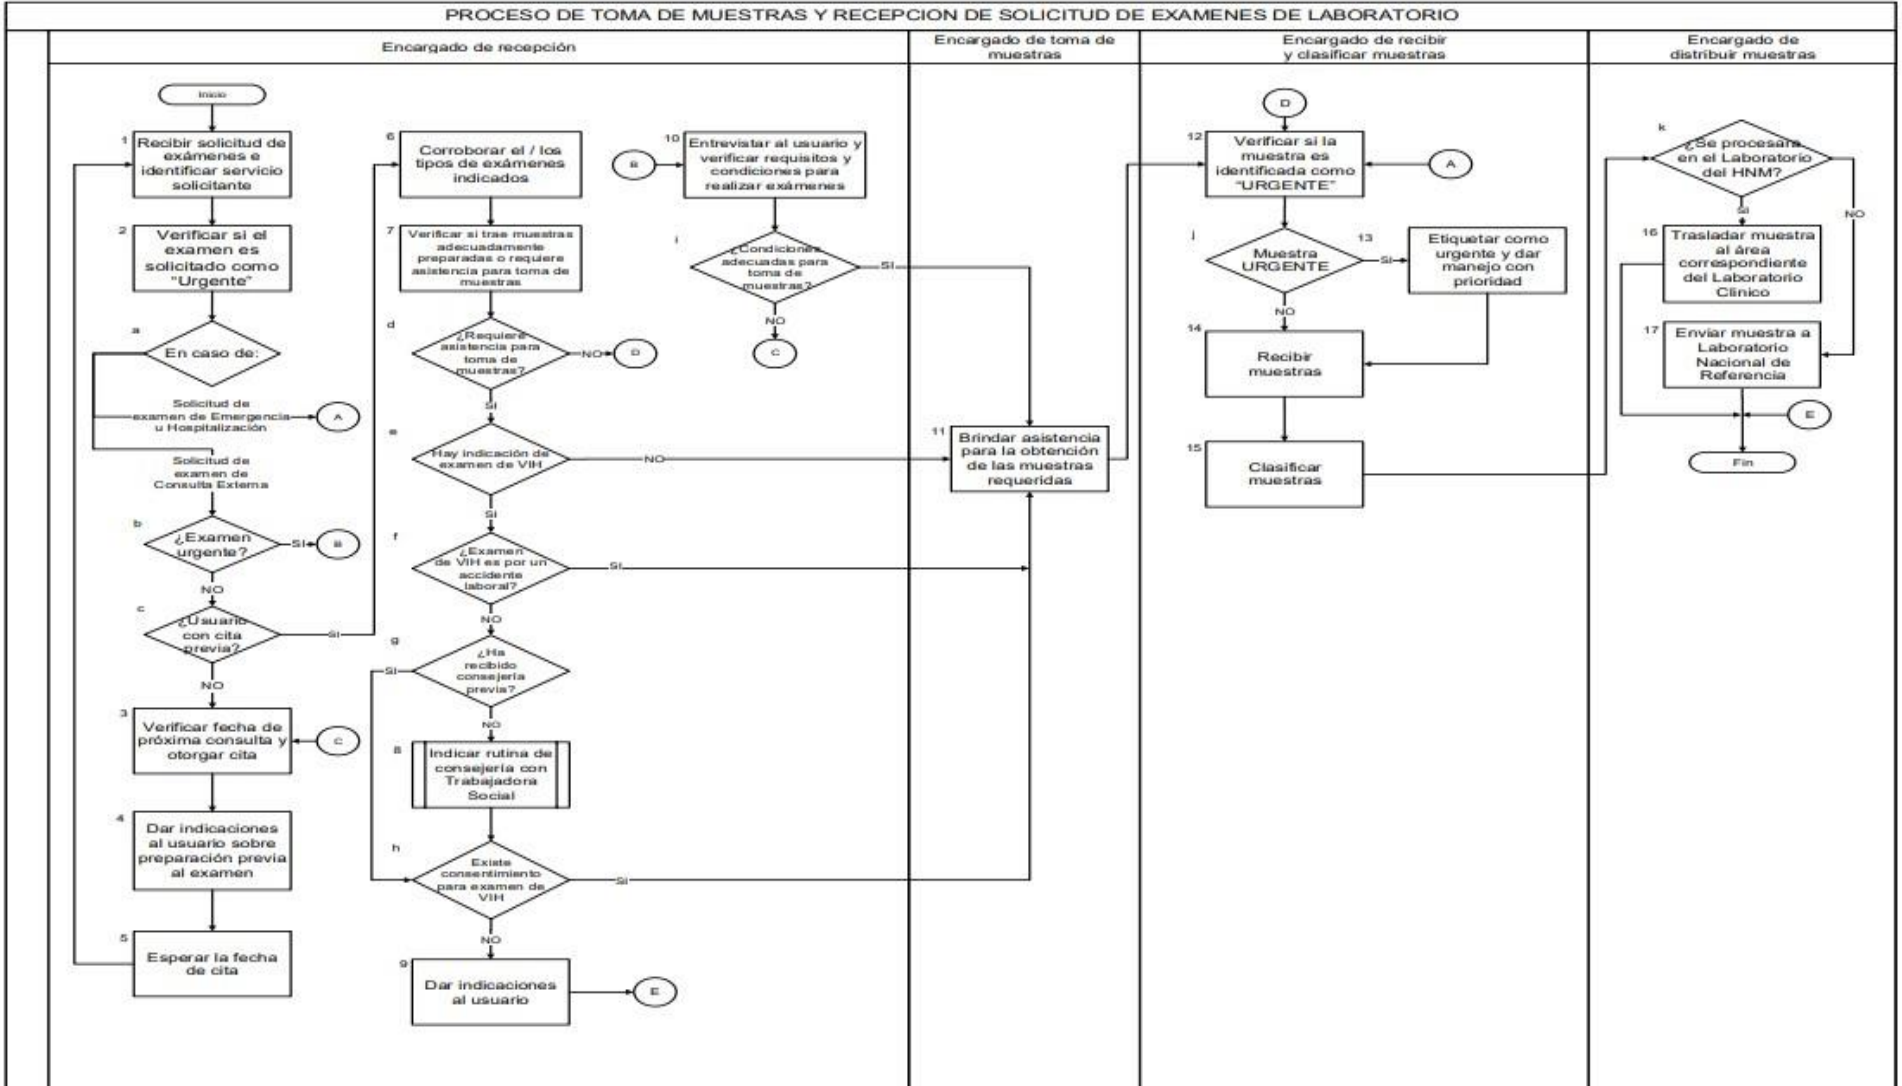 PROCESO DE TOMA DE MUESTRAS Y RECEPCION DE SOLICITUD DE EXAMENES DE LABORATORIO
Encargado de recepción
Encargado de toma de
muestras
Encargado de recibir
y clasificar muestras
Encargado de
distribuir muestras
Inicio
1
Recibir solicitud de
exámenes e
identificar servicio
solicitante
2
Verificar si el
examen es
solicitado como
"Urgente"
a
En caso de:
Solicitud de
examen de Emergencia
u Hospitalización
A
Solicitud de
examen de
Consulta Externa
b
¿Examen
urgente?
SI
B
NO
c
¿Usuario
con cita
previa?
SI
NO
3
Verificar fecha de
próxima consulta y
otorgar cita
C
4
Dar indicaciones
al usuario sobre
preparación previa
al examen
5
Esperar la fecha
de cita
6
Corroborar el / los
tipos de exámenes
indicados
7
Verificar si trae muestras
adecuadamente
preparadas o requiere
asistencia para toma de
muestras
d
¿Requiere
asistencia para
toma de
muestras?
NO
D
SI
e
Hay indicación de
examen de VIH
NO
SI
f
¿Examen
de VIH es por un
accidente
laboral?
SI
NO
g
¿Ha
recibido
consejería
previa?
SI
NO
8
Indicar rutina de
consejería con
Trabajadora
Social
h
Existe
consentimiento
para examen de
VIH
SI
NO
9
Dar indicaciones
al usuario
E
10
B
Entrevistar al usuario y
verificar requisitos y
condiciones para
realizar exámenes
i
¿Condiciones
adecuadas para
toma de
muestras?
SI
NO
C
11
Brindar asistencia
para la obtención
de las muestras
requeridas
D
12
Verificar si la
muestra es
identificada como
"URGENTE"
A
j
Muestra
URGENTE
SI
13
Etiquetar como
urgente y dar
manejo con
prioridad
NO
14
Recibir
muestras
15
Clasificar
muestras
k
¿Se procesará
en el Laboratorio
del HNM?
SI
NO
16
Trasladar muestra
al área
correspondiente
del Laboratorio
Clínico
17
Enviar muestra a
Laboratorio
Nacional de
Referencia
E
Fin